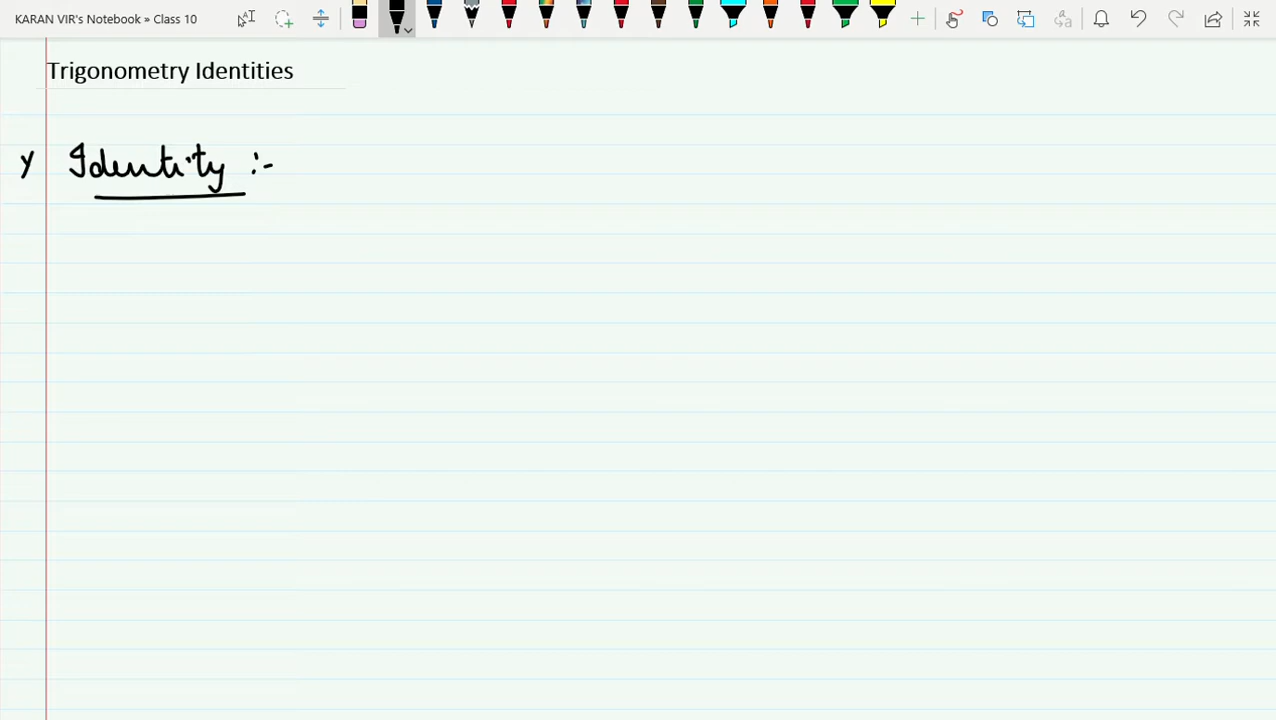 KARAN VIR's Notebook » Class 10
Trigonometry Identities
Y Identity :-